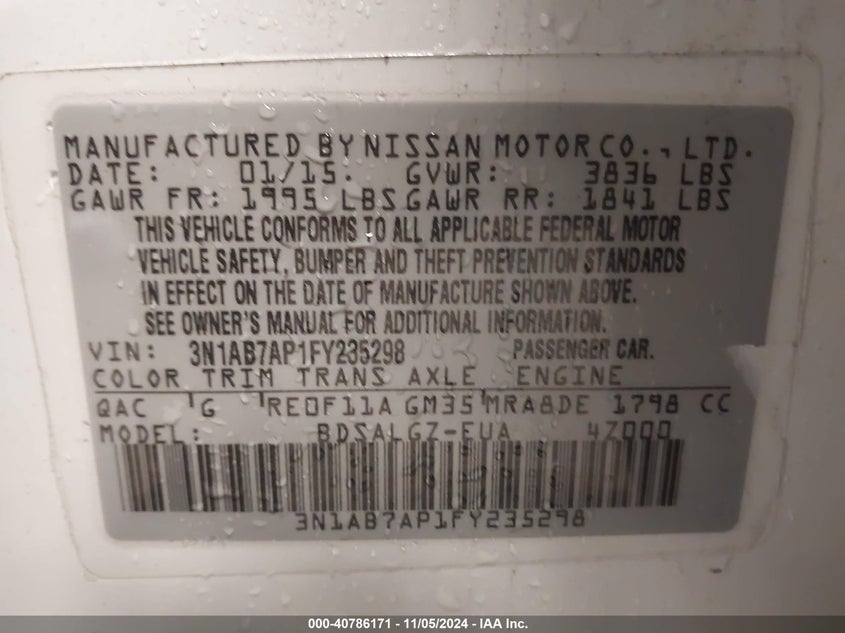 MANUFACTURED BY NISSAN MOTOR CO., LTD.
DATE: 01/15. GVWR: 3836 LBS
GAWR FR: 1995 LBS GAWR RR: 1841 LBS
THIS VEHICLE CONFORMS TO ALL APPLICABLE FEDERAL MOTOR
VEHICLE SAFETY, BUMPER AND THEFT PREVENTION STANDARDS
IN EFFECT ON THE DATE OF MANUFACTURE SHOWN ABOVE.
SEE OWNER'S MANUAL FOR ADDITIONAL INFORMATION.
VIN: 3N1AB7AP1FY235298 PASSENGER CAR.
COLOR TRIM TRANS AXLE ENGINE
QAC G RE0F11A GM35 MRA8DE 1798 CC
MODEL: BDSALGZ-EUA 4Z000
3N1AB7AP1FY235298
000-40786171 - 11/05/2024 - IAA Inc.